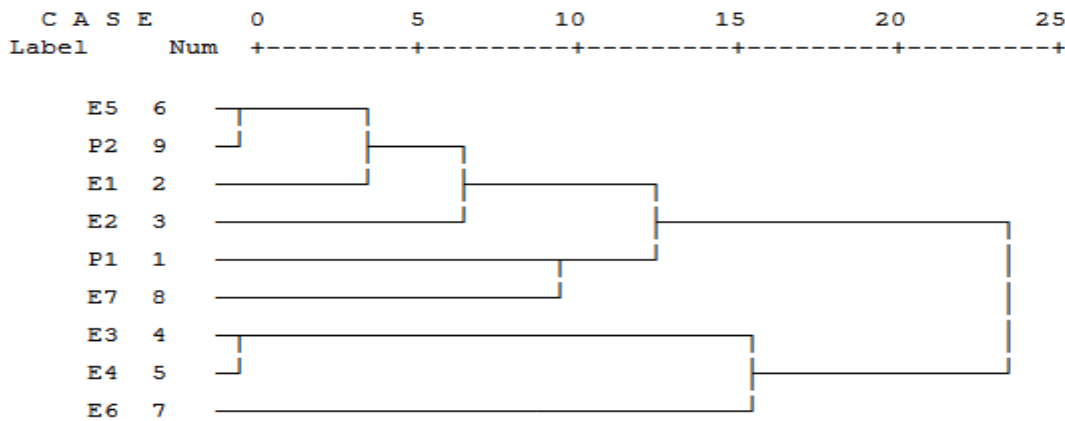 C A S E 0 5 10 15 20 25
Label Num +---------+---------+---------+---------+---------+
E5 6
P2 9
E1 2
E2 3
P1 1
E7 8
E3 4
E4 5
E6 7